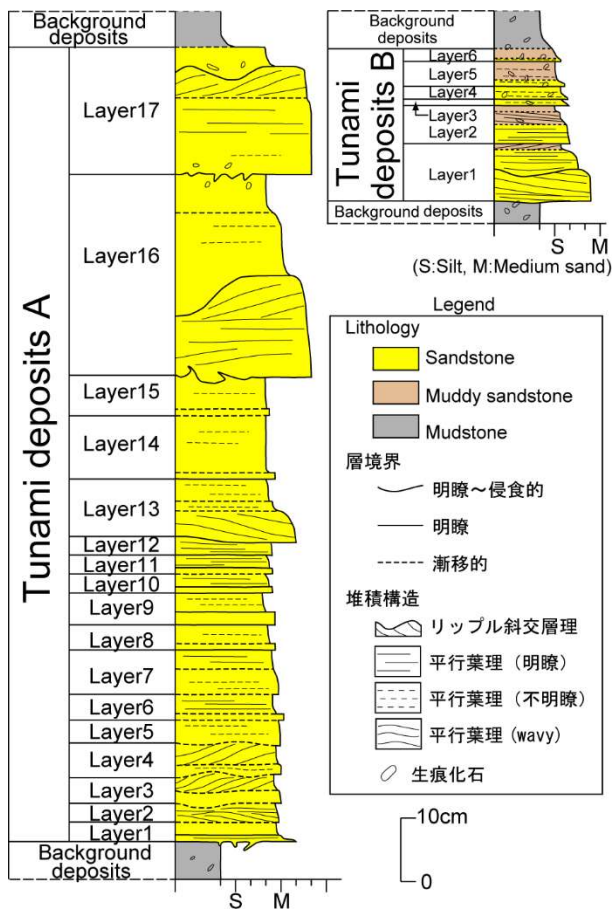 Background
deposits
Tunami deposits A
Layer17
Layer16
Layer15
Layer14
Layer13
Layer12
Layer11
Layer10
Layer9
Layer8
Layer7
Layer6
Layer5
Layer4
Layer3
Layer2
Layer1
Background
deposits
S M
Background
deposits
Tunami
deposits B
Layer6
Layer5
Layer4
Layer3
Layer2
Layer1
Background deposits
S M
(S:Silt, M:Medium sand)
Legend
Lithology
Sandstone
Muddy sandstone
Mudstone
層境界
明瞭~侵食的
明瞭
漸移的
堆積構造
リップル斜交層理
平行葉理(明瞭)
平行葉理(不明瞭)
平行葉理(wavy)
生痕化石
10cm
0